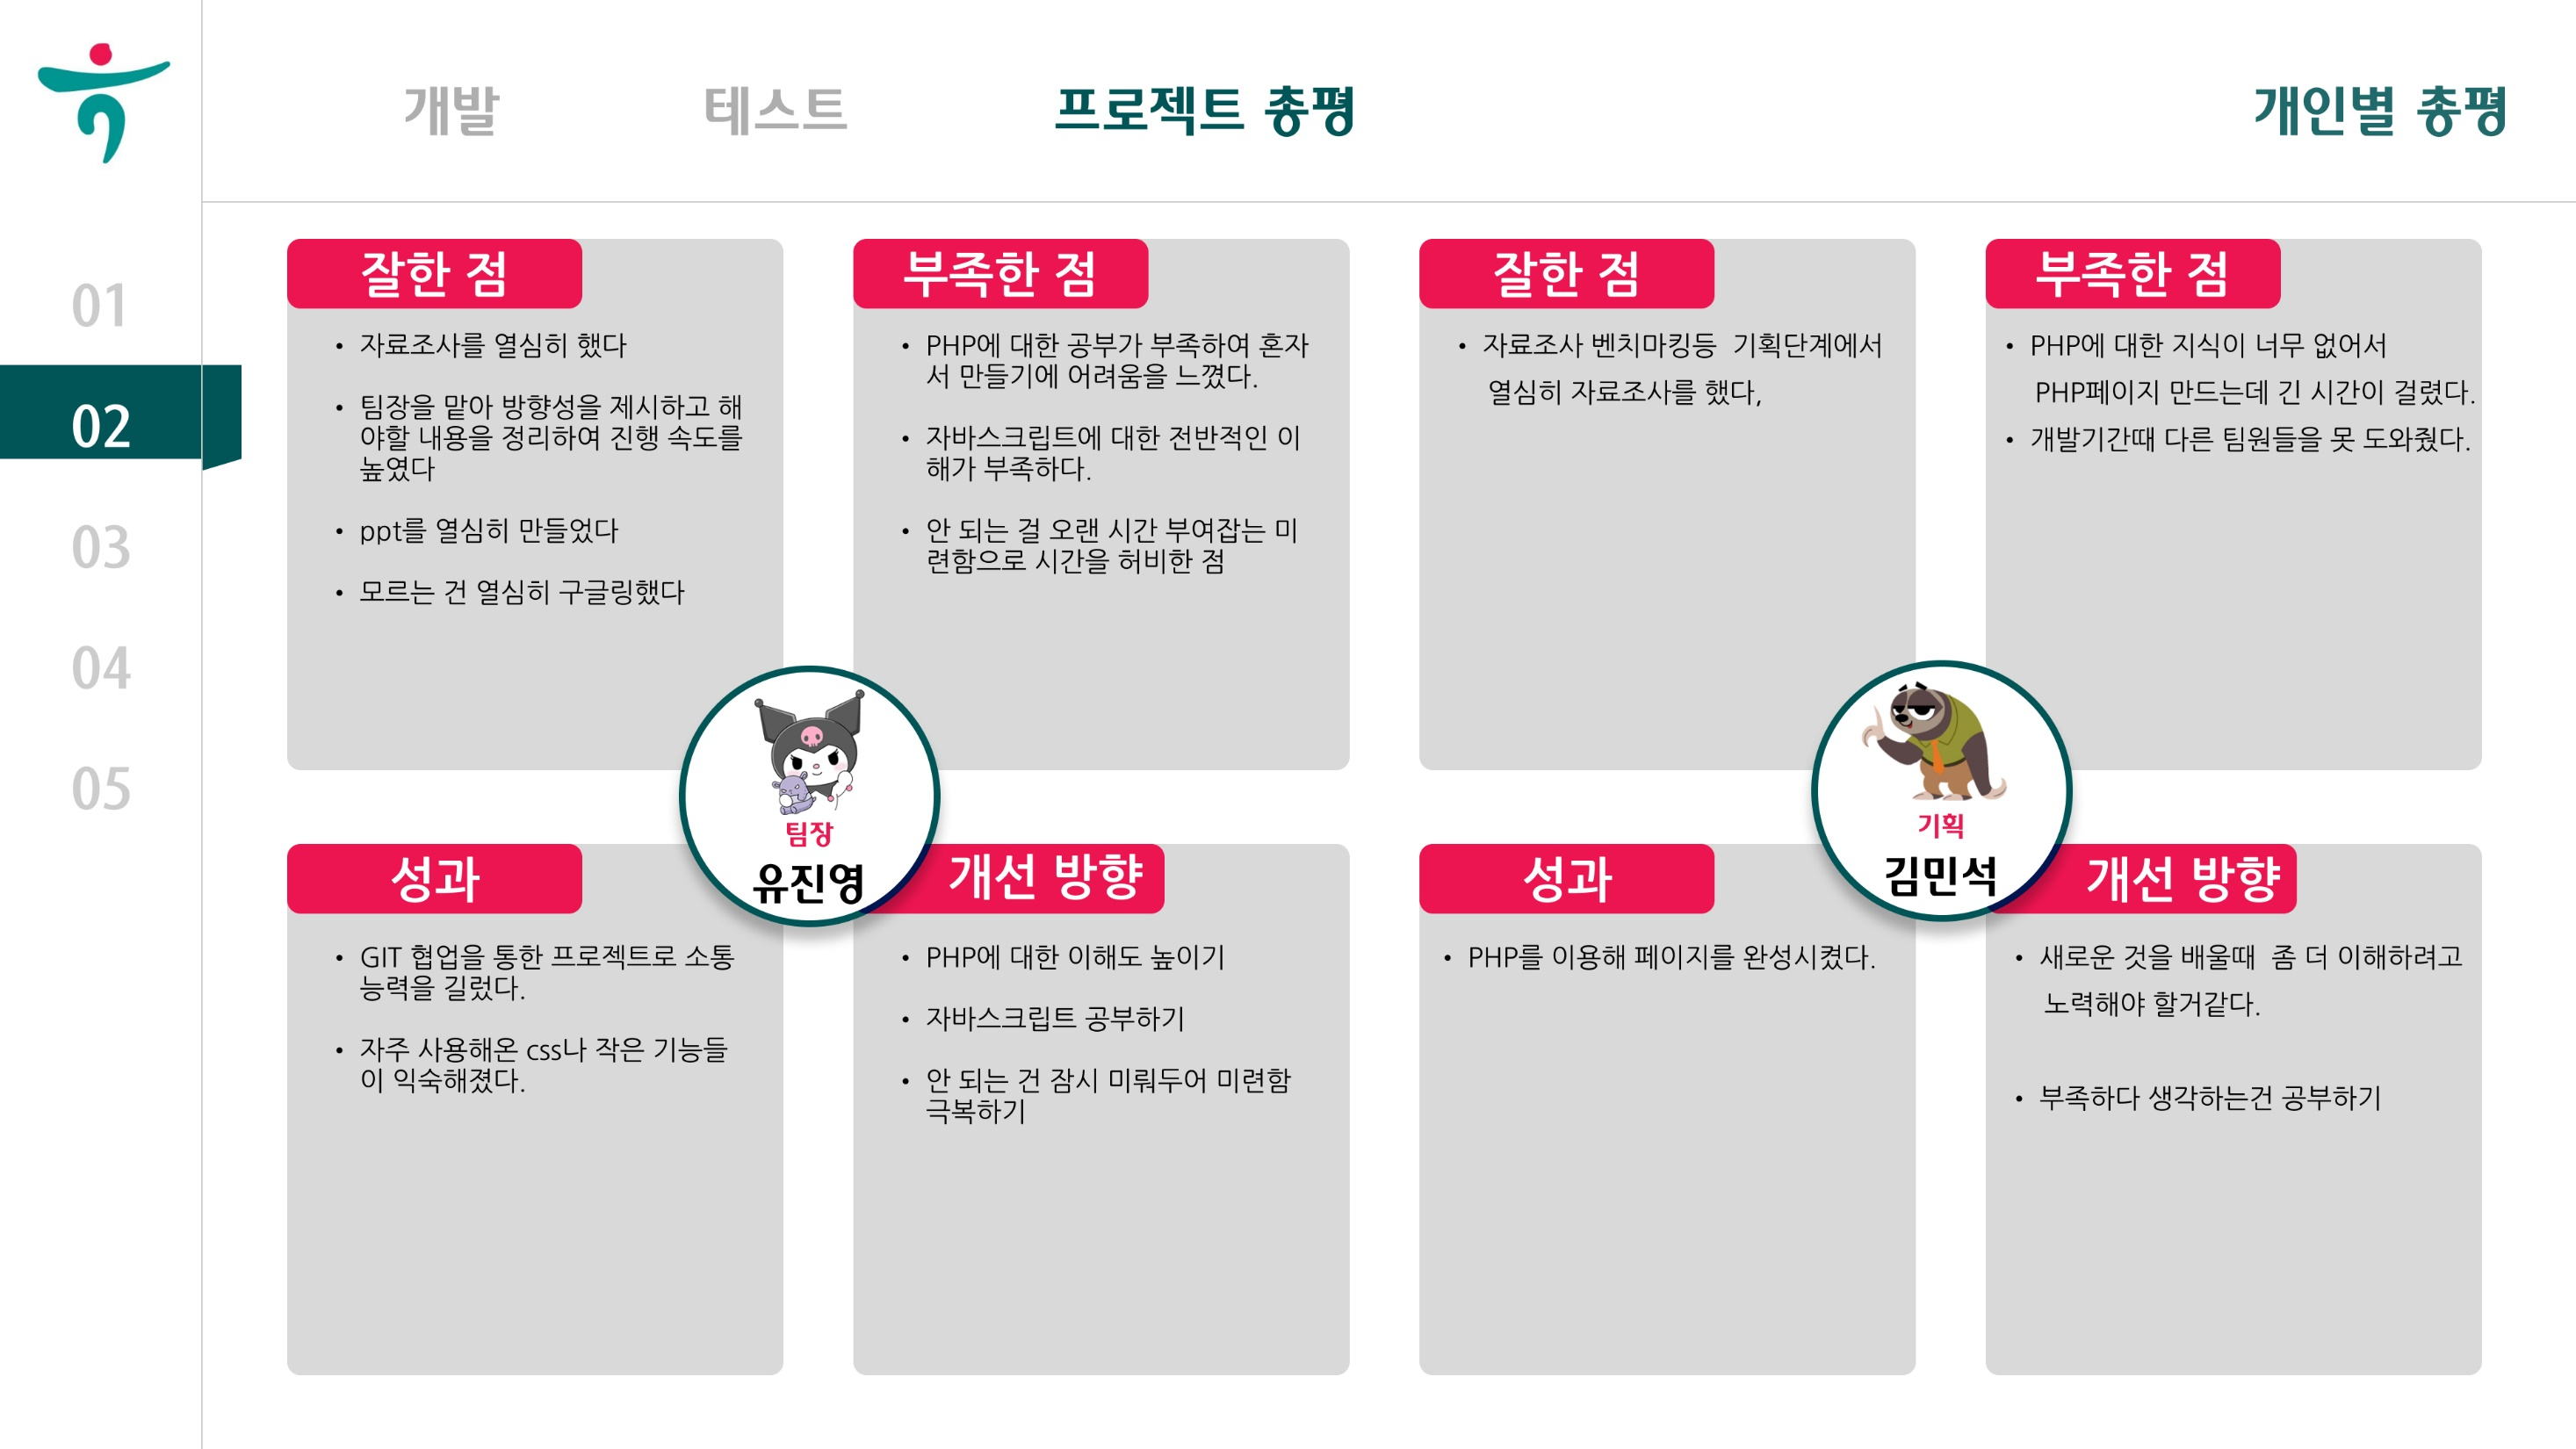 개발
테스트
프로젝트 총평
개인별 총평
01
02
03
04
05
잘한 점
• 자료조사를 열심히 했다
• 팀장을 맡아 방향성을 제시하고 해
야할 내용을 정리하여 진행 속도를
높였다
• ppt를 열심히 만들었다
• 모르는 건 열심히 구글링했다
부족한 점
• PHP에 대한 공부가 부족하여 혼자
서 만들기에 어려움을 느꼈다.
• 자바스크립트에 대한 전반적인 이
해가 부족하다.
• 안 되는 걸 오랜 시간 부여잡는 미
련함으로 시간을 허비한 점
팀장
유진영
성과
• GIT 협업을 통한 프로젝트로 소통
능력을 길렀다.
• 자주 사용해온 css나 작은 기능들
이 익숙해졌다.
개선 방향
• PHP에 대한 이해도 높이기
• 자바스크립트 공부하기
• 안 되는 건 잠시 미뤄두어 미련함
극복하기
잘한 점
• 자료조사 벤치마킹등 기획단계에서
열심히 자료조사를 했다,
부족한 점
• PHP에 대한 지식이 너무 없어서
PHP페이지 만드는데 긴 시간이 걸렸다.
• 개발기간때 다른 팀원들을 못 도와줬다.
기획
김민석
성과
• PHP를 이용해 페이지를 완성시켰다.
개선 방향
• 새로운 것을 배울때 좀 더 이해하려고
노력해야 할거같다.
• 부족하다 생각하는건 공부하기